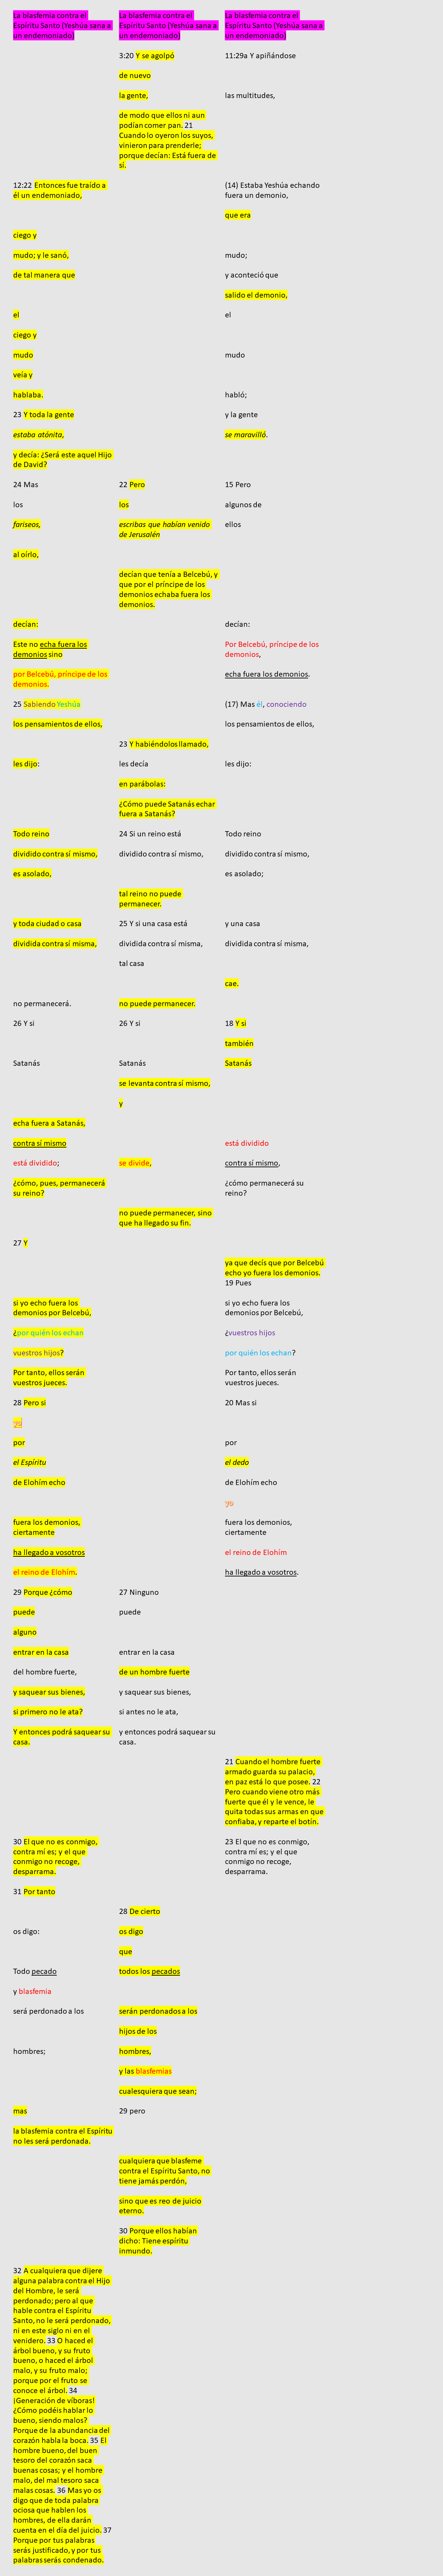 La blasfemia contra el
Espíritu Santo (Yeshúa sana a
un endemoniado)
La blasfemia contra el
Espíritu Santo (Yeshúa sana a
un endemoniado)
La blasfemia contra el
Espíritu Santo (Yeshúa sana a
un endemoniado)
3:20 Y se agolpó
11:29a Y apiñándose
de nuevo
la gente,
las multitudes,
de modo que ellos ni aun
podían comer pan. 21
Cuando lo oyeron los suyos,
vinieron para prenderle;
porque decían: Está fuera de
sí.
12:22 Entonces fue traído a
él un endemoniado,
(14) Estaba Yeshúa echando
fuera un demonio,
que era
ciego y
mudo; y le sanó,
mudo;
de tal manera que
y aconteció que
salido el demonio,
el
el
ciego y
mudo
mudo
veía y
hablaba.
habló;
23 Y toda la gente
y la gente
estaba atónita,
se maravilló.
y decía: ¿Será este aquel Hijo
de David?
24 Mas
22 Pero
15 Pero
los
los
algunos de
fariseos,
escribas que habían venido
de Jerusalén
ellos
al oírlo,
decían que tenía a Belcebú, y
que por el príncipe de los
demonios echaba fuera los
demonios.
decían:
decían:
Este no echa fuera los
demonios sino
Por Belcebú, príncipe de los
demonios,
por Belcebú, príncipe de los
demonios.
echa fuera los demonios.
25 Sabiendo Yeshúa
(17) Mas él, conociendo
los pensamientos de ellos,
los pensamientos de ellos,
23 Y habiéndolos llamado,
les dijo:
les decía
les dijo:
en parábolas:
¿Cómo puede Satanás echar
fuera a Satanás?
Todo reino
24 Si un reino está
Todo reino
dividido contra sí mismo,
dividido contra sí mismo,
dividido contra sí mismo,
es asolado,
es asolado;
tal reino no puede
permanecer.
y toda ciudad o casa
25 Y si una casa está
y una casa
dividida contra sí misma,
dividida contra sí misma,
dividida contra sí misma,
tal casa
cae.
no permanecerá.
no puede permanecer.
26 Y si
26 Y si
18 Y si
también
Satanás
Satanás
Satanás
se levanta contra sí mismo,
y
echa fuera a Satanás,
contra sí mismo
está dividido
está dividido;
se divide,
contra sí mismo,
¿cómo, pues, permanecerá
su reino?
¿cómo permanecerá su
reino?
no puede permanecer, sino
que ha llegado su fin.
27 Y
ya que decís que por Belcebú
echo yo fuera los demonios.
19 Pues
si yo echo fuera los
demonios por Belcebú,
si yo echo fuera los
demonios por Belcebú,
¿por quién los echan
¿vuestros hijos
vuestros hijos?
por quién los echan?
Por tanto, ellos serán
vuestros jueces.
Por tanto, ellos serán
vuestros jueces.
28 Pero si
20 Mas si
yo
por
por
el Espíritu
el dedo
de Elohím echo
de Elohím echo
yo
fuera los demonios,
ciertamente
fuera los demonios,
ciertamente
ha llegado a vosotros
el reino de Elohím
el reino de Elohím.
ha llegado a vosotros.
29 Porque ¿cómo
27 Ninguno
puede
puede
alguno
entrar en la casa
entrar en la casa
del hombre fuerte,
de un hombre fuerte
y saquear sus bienes,
y saquear sus bienes,
si primero no le ata?
si antes no le ata,
Y entonces podrá saquear su
casa.
y entonces podrá saquear su
casa.
21 Cuando el hombre fuerte
armado guarda su palacio,
en paz está lo que posee. 22
Pero cuando viene otro más
fuerte que él y le vence, le
quita todas sus armas en que
confiaba, y reparte el botín.
30 El que no es conmigo,
contra mí es; y el que
conmigo no recoge,
desparrama.
23 El que no es conmigo,
contra mí es; y el que
conmigo no recoge,
desparrama.
31 Por tanto
28 De cierto
os digo:
os digo
que
Todo pecado
todos los pecados
y blasfemia
será perdonado a los
serán perdonados a los
hijos de los
hombres;
hombres,
y las blasfemias
cualesquiera que sean;
mas
29 pero
la blasfemia contra el Espíritu
no les será perdonada.
cualquiera que blasfeme
contra el Espíritu Santo, no
tiene jamás perdón,
sino que es reo de juicio
eterno.
30 Porque ellos habían
dicho: Tiene espíritu
inmundo.
32 A cualquiera que dijere
alguna palabra contra el Hijo
del Hombre, le será
perdonado; pero al que
hable contra el Espíritu
Santo, no le será perdonado,
ni en este siglo ni en el
venidero. 33 O haced el
árbol bueno, y su fruto
bueno, o haced el árbol
malo, y su fruto malo;
porque por el fruto se
conoce el árbol. 34
¡Generación de víboras!
¿Cómo podéis hablar lo
bueno, siendo malos?
Porque de la abundancia del
corazón habla la boca. 35 El
hombre bueno, del buen
tesoro del corazón saca
buenas cosas; y el hombre
malo, del mal tesoro saca
malas cosas. 36 Mas yo os
digo que de toda palabra
ociosa que hablen los
hombres, de ella darán
cuenta en el día del juicio. 37
Porque por tus palabras
serás justificado, y por tus
palabras serás condenado.